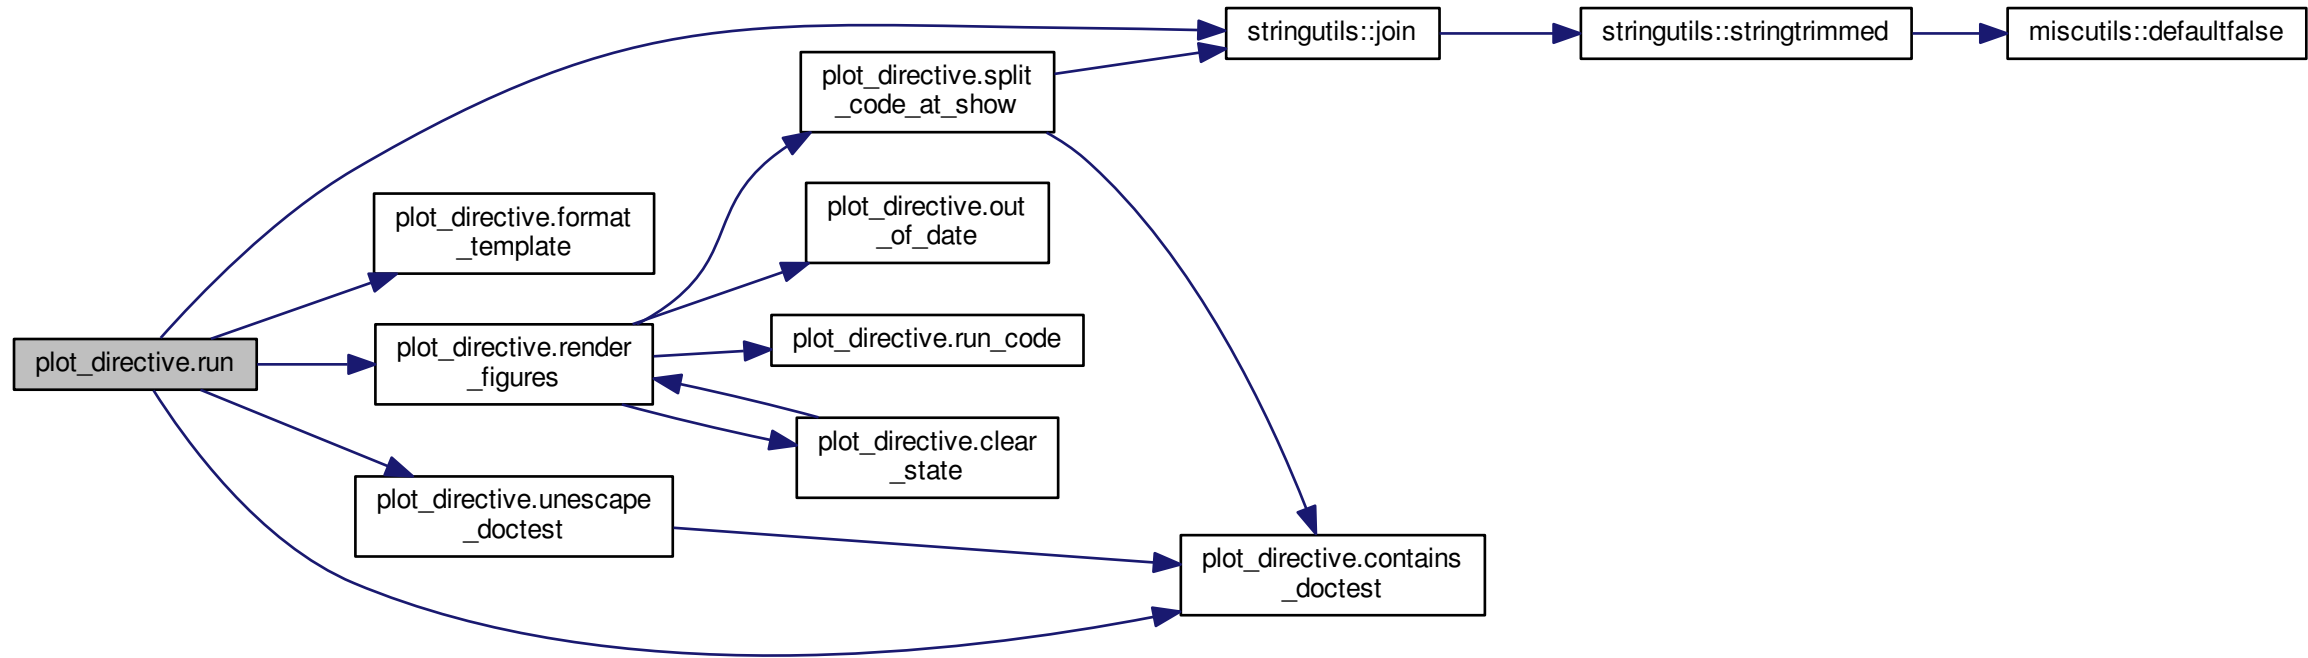 plot_directive.run
plot_directive.format
_template
plot_directive.render
_figures
plot_directive.unescape
_doctest
plot_directive.split
_code_at_show
plot_directive.out
_of_date
plot_directive.run_code
plot_directive.clear
_state
stringutils::join
stringutils::stringtrimmed
miscutils::defaultfalse
plot_directive.contains
_doctest